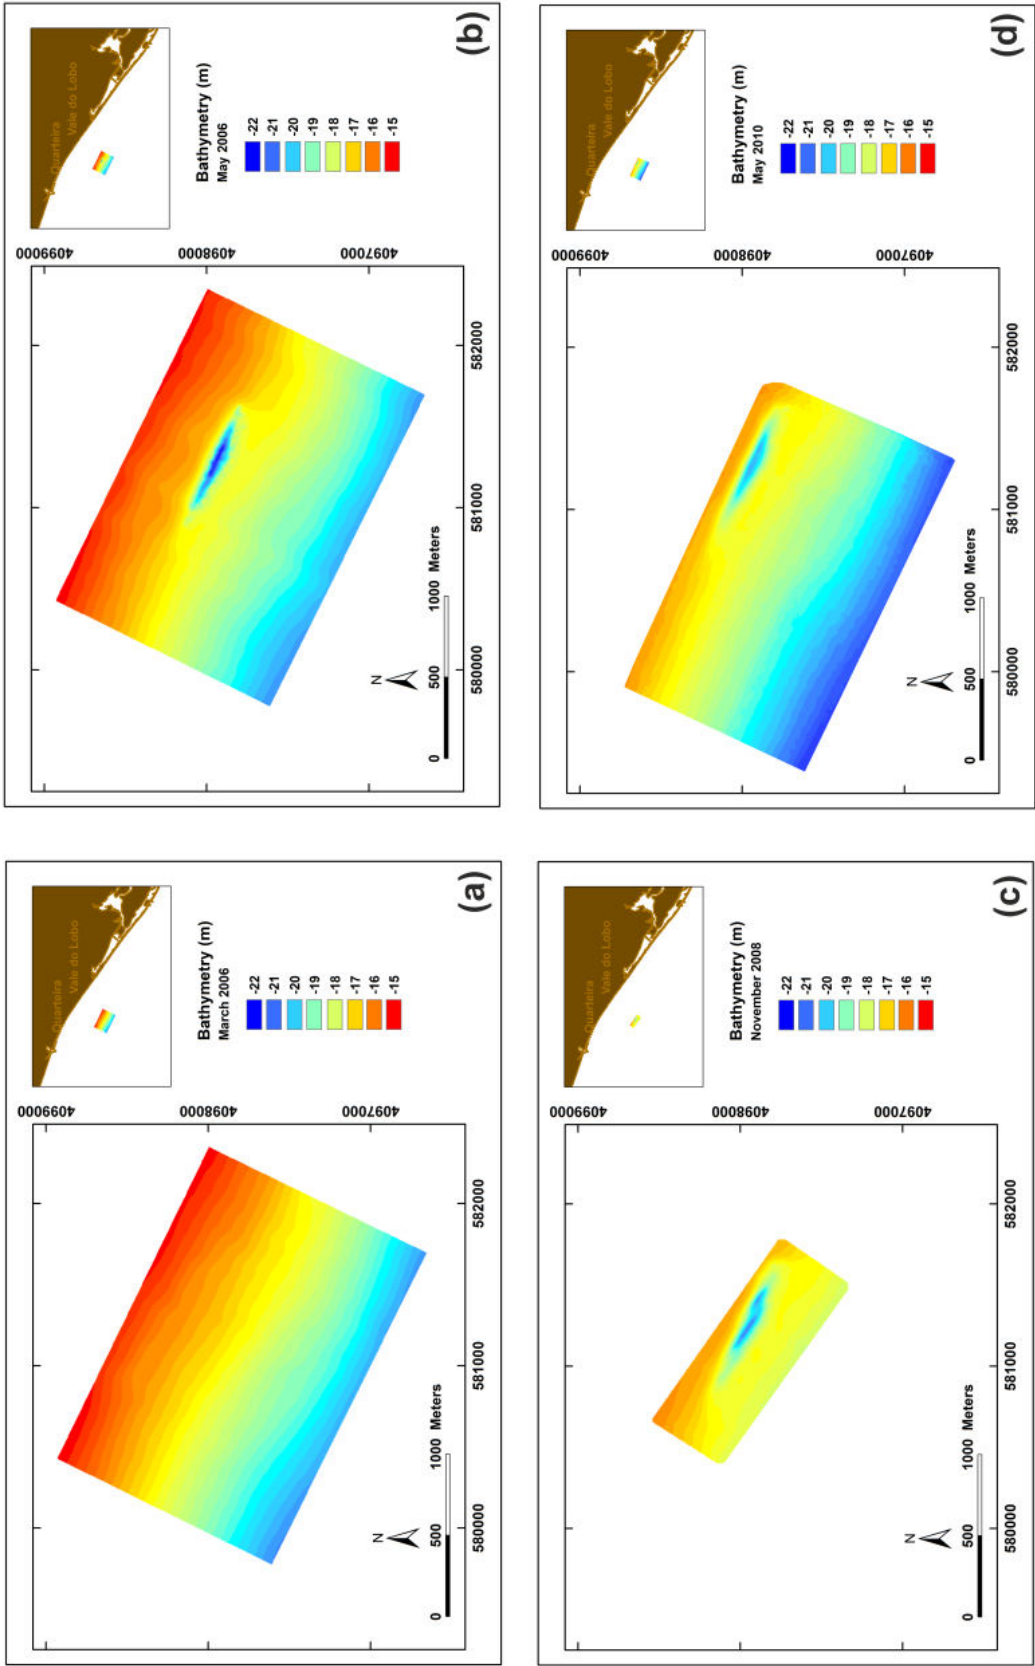 Quarteira
Vale do Lobo
Bathymetry (m)
March 2006
-22
-21
-20
-19
-18
-17
-16
-15
4099000
4098000
4097000
580000
581000
582000
N
0 500 1000 Meters
(a)
Quarteira
Vale do Lobo
Bathymetry (m)
May 2006
-22
-21
-20
-19
-18
-17
-16
-15
4099000
4098000
4097000
580000
581000
582000
N
0 500 1000 Meters
(b)
Quarteira
Vale do Lobo
Bathymetry (m)
November 2008
-22
-21
-20
-19
-18
-17
-16
-15
4099000
4098000
4097000
580000
581000
582000
N
0 500 1000 Meters
(c)
Quarteira
Vale do Lobo
Bathymetry (m)
May 2010
-22
-21
-20
-19
-18
-17
-16
-15
4099000
4098000
4097000
580000
581000
582000
N
0 500 1000 Meters
(d)